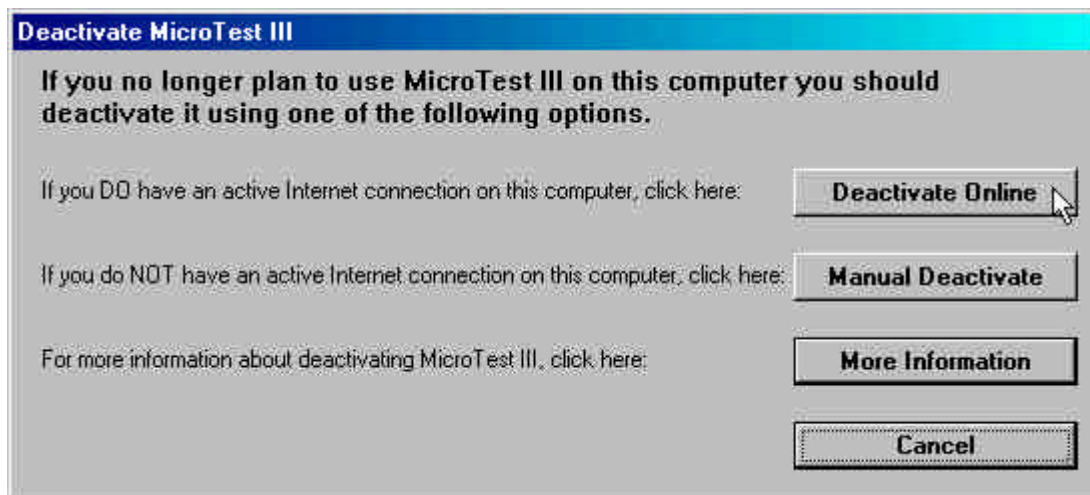 Deactivate MicroTest III
If you no longer plan to use MicroTest III on this computer you should
deactivate it using one of the following options.
If you DO have an active Internet connection on this computer, click here:
Deactivate Online
If you do NOT have an active Internet connection on this computer, click here:
Manual Deactivate
For more information about deactivating MicroTest III, click here:
More Information
Cancel